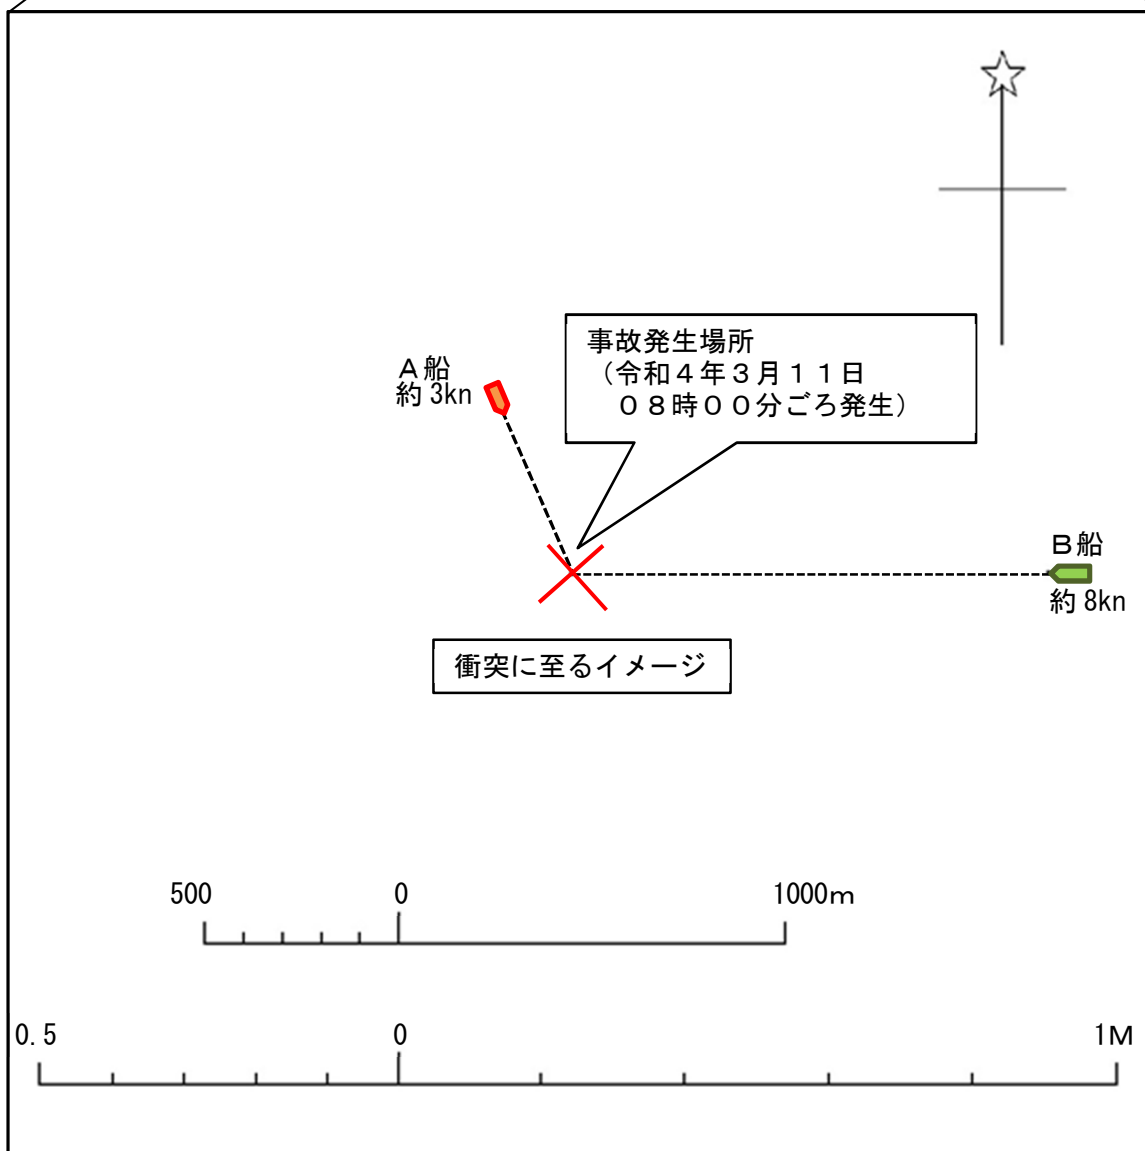 事故発生場所
（令和４年３月１１日
０８時００分ごろ発生）
Ａ船
約 3kn
Ｂ船
約 8kn
衝突に至るイメージ
500 0 1000ｍ
0.5 0 1Ｍ